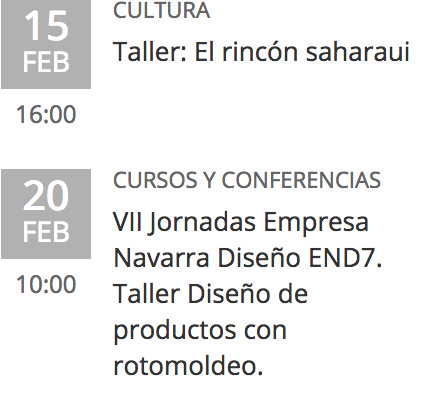 15
FEB
16:00
CULTURA
Taller: El rincón saharaui
20
FEB
10:00
CURSOS Y CONFERENCIAS
VII Jornadas Empresa
Navarra Diseño END7.
Taller Diseño de
productos con
rotomoldeo.